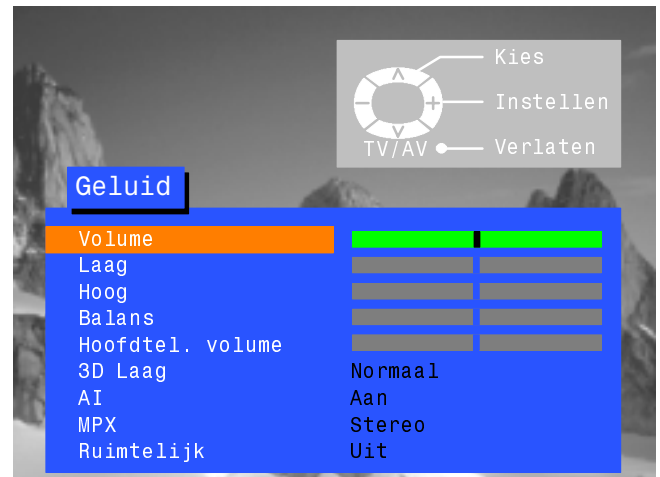 Kies
Instellen
TV/AV Verlaten
Geluid
Volume
Laag
Hoog
Balans
Hoofdtel. volume
3D Laag Normaal
AI Aan
MPX Stereo
Ruimtelijk Uit